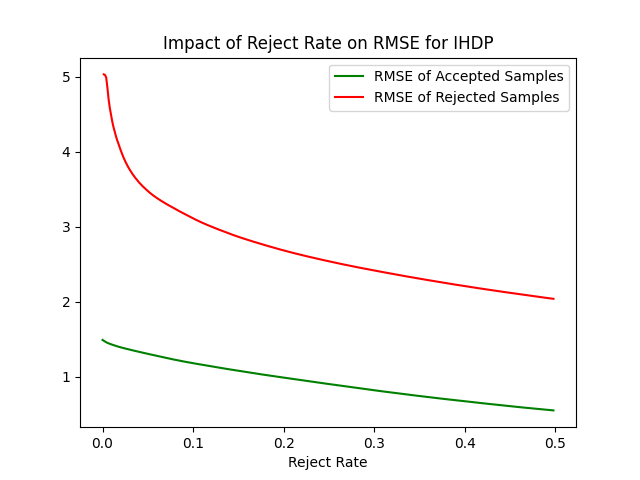 Impact of Reject Rate on RMSE for IHDP
RMSE of Accepted Samples
RMSE of Rejected Samples
5
4
3
2
1
0.0 0.1 0.2 0.3 0.4 0.5
Reject Rate